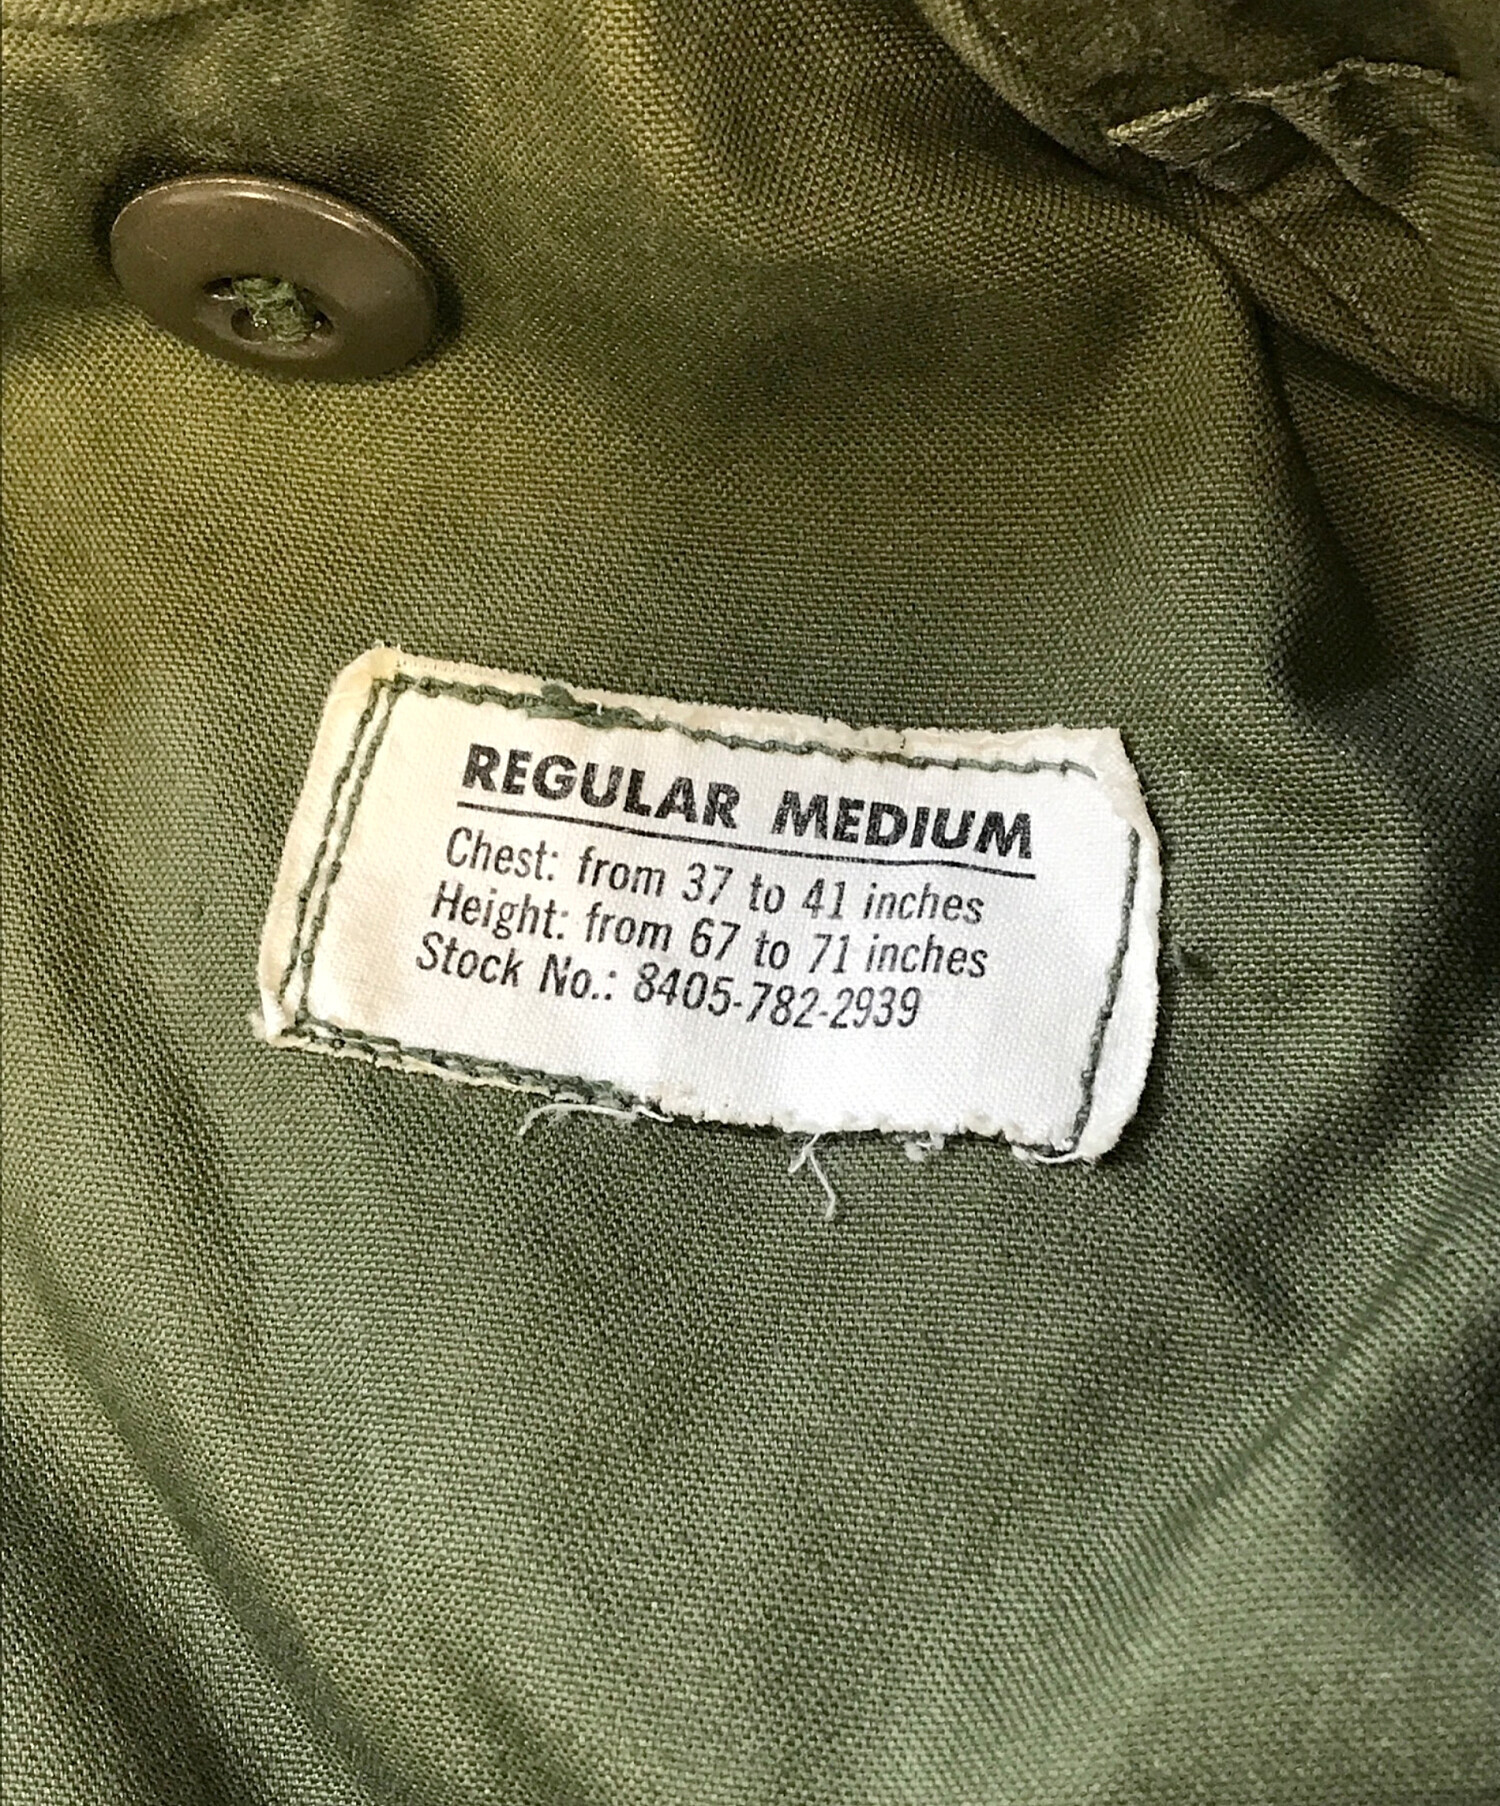 REGULAR MEDIUM
Chest: from 37 to 41 inches
Height: from 67 to 71 inches
Stock No.: 8405-782-2939